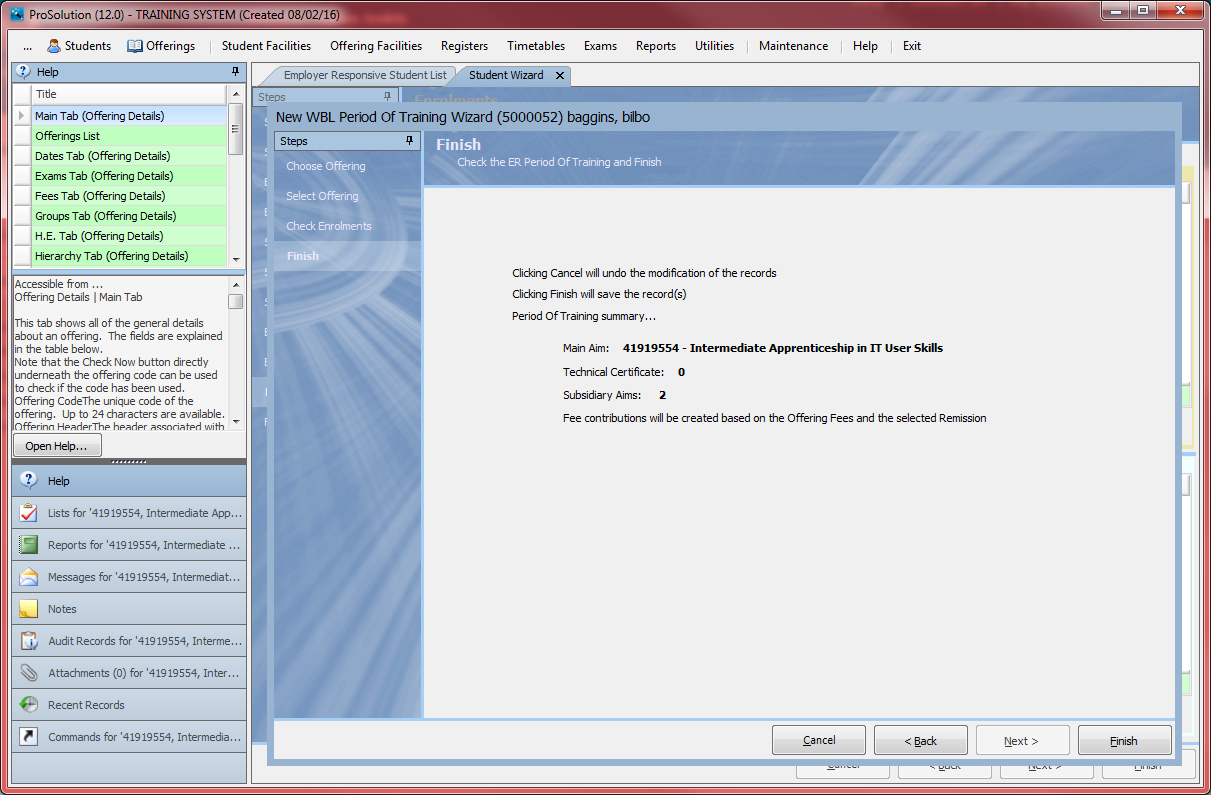 ProSolution (12.0) - TRAINING SYSTEM (Created 08/02/16)
... Students Offerings Student Facilities Offering Facilities Registers Timetables Exams Reports Utilities Maintenance Help Exit
Help
Title
Main Tab (Offering Details)
Offerings List
Dates Tab (Offering Details)
Exams Tab (Offering Details)
Fees Tab (Offering Details)
Groups Tab (Offering Details)
H.E. Tab (Offering Details)
Hierarchy Tab (Offering Details)
Accessible from ...
Offering Details | Main Tab
This tab shows all of the general details
about an offering. The fields are explained
in the table below.
Note that the Check Now button directly
underneath the offering code can be used
to check if the code has been used.
Offering CodeThe unique code of the
offering. Up to 24 characters are available.
Offering HeaderThe header associated with
Open Help...
Help
Lists for '41919554, Intermediate App...
Reports for '41919554, Intermediate ...
Messages for '41919554, Intermediat...
Notes
Audit Records for '41919554, Interme...
Attachments (0) for '41919554, Inter...
Recent Records
Commands for '41919554, Intermedia...
Employer Responsive Student List Student Wizard
Steps
Enrolments
New WBL Period Of Training Wizard (5000052) baggins, bilbo
Steps
Choose Offering
Select Offering
Check Enrolments
Finish
Finish
Check the ER Period Of Training and Finish
Clicking Cancel will undo the modification of the records
Clicking Finish will save the record(s)
Period Of Training summary...
Main Aim: 41919554 - Intermediate Apprenticeship in IT User Skills
Technical Certificate: 0
Subsidiary Aims: 2
Fee contributions will be created based on the Offering Fees and the selected Remission
Cancel < Back Next > Finish
Cancel < Back Next > Finish